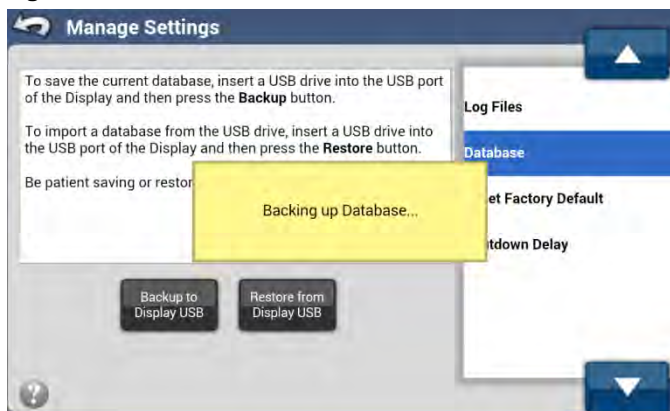 Manage Settings
To save the current database, insert a USB drive into the USB port
of the Display and then press the Backup button.
To import a database from the USB drive, insert a USB drive into
the USB port of the Display and then press the Restore button.
Be patient saving or
Backing up Database...
Log Files
Database
et Factory Default
Delay
Backup to
Display USB
Restore from
Display USB
?